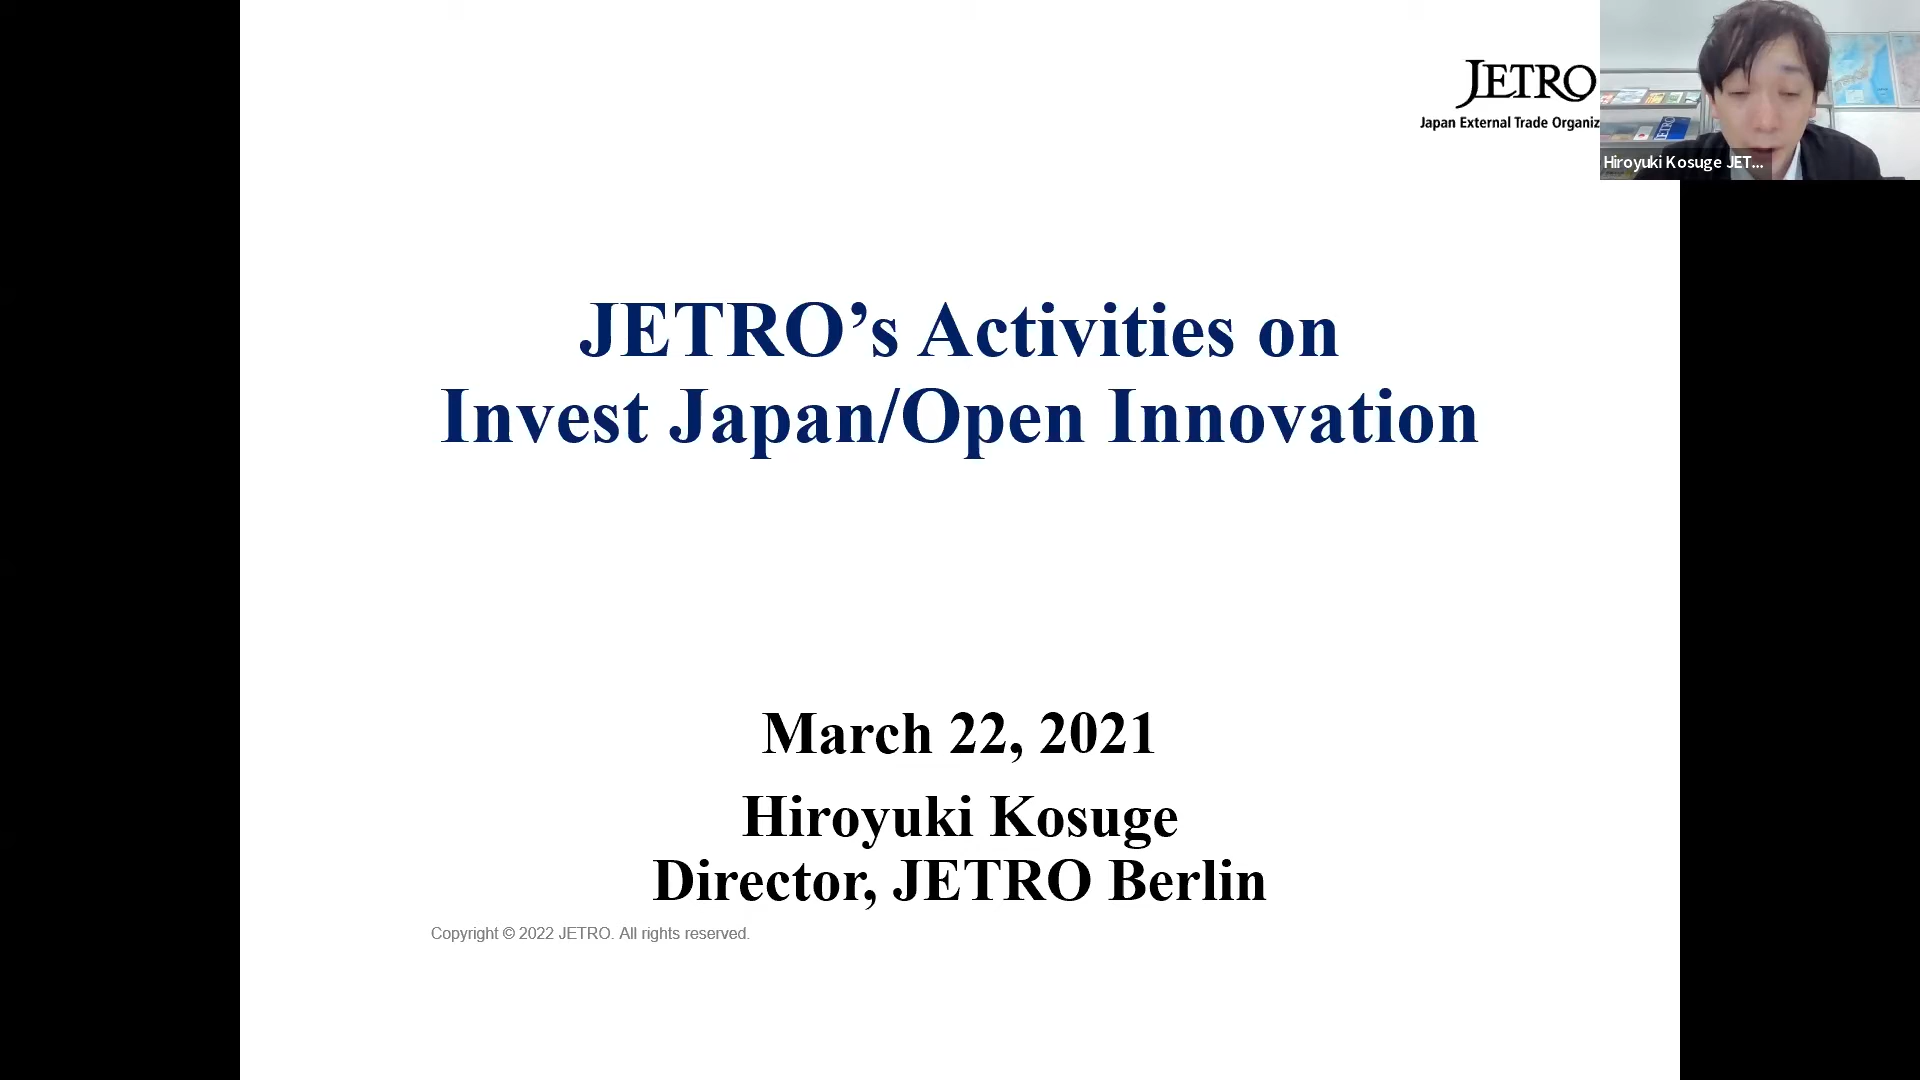 JETRO
Japan External Trade Organiz
JETRO
Hiroyuki Kosuge JET...
JETRO’s Activities on
Invest Japan/Open Innovation
March 22, 2021
Hiroyuki Kosuge
Director, JETRO Berlin
Copyright © 2022 JETRO. All rights reserved.